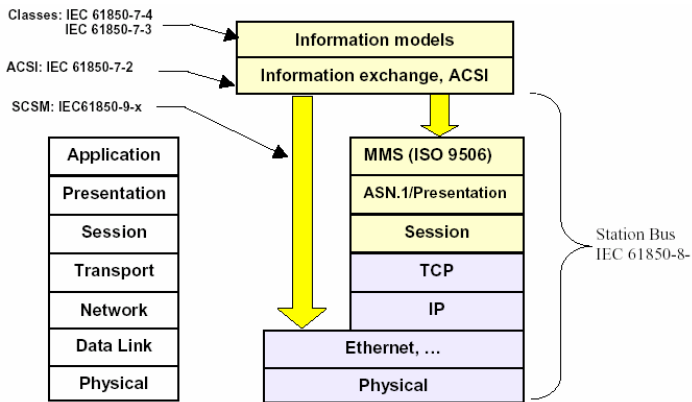 Classes: IEC 61850-7-4
IEC 61850-7-3
ACSI: IEC 61850-7-2
SCSM: IEC61850-9-x
Information models
Information exchange, ACSI
Application
Presentation
Session
Transport
Network
Data Link
Physical
MMS (ISO 9506)
ASN.1/Presentation
Session
TCP
IP
Ethernet, ...
Physical
Station Bus
IEC 61850-8-